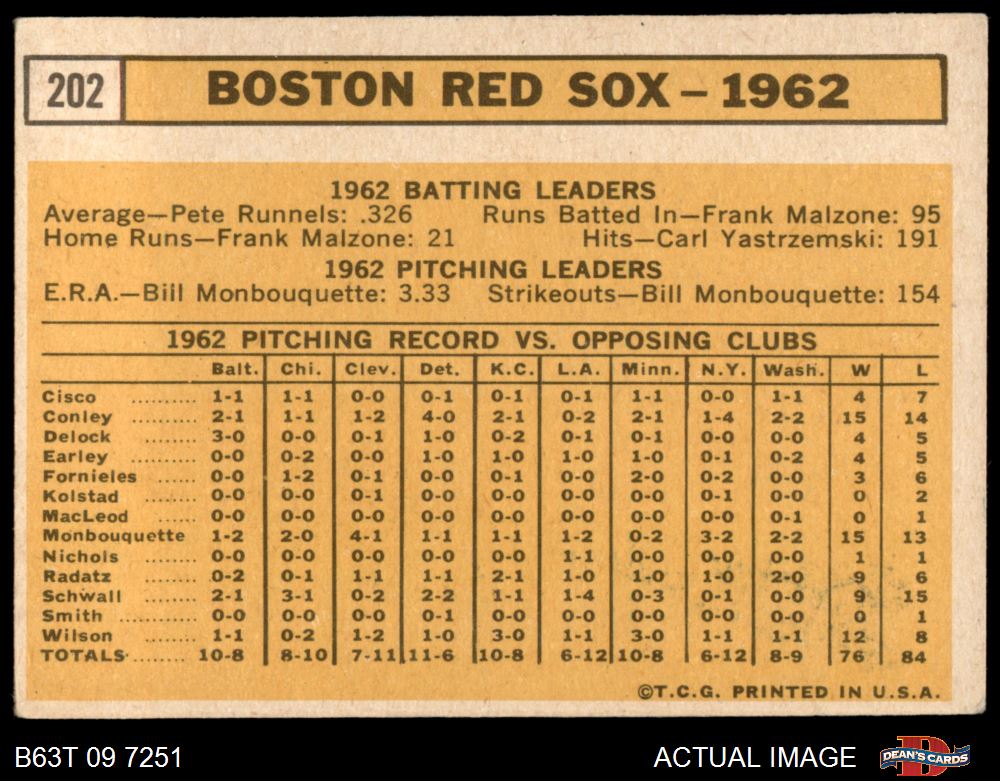 202 BOSTON RED SOX – 1962
1962 BATTING LEADERS
Average—Pete Runnels: .326 Runs Batted In—Frank Malzone: 95
Home Runs—Frank Malzone: 21 Hits—Carl Yastrzemski: 191
1962 PITCHING LEADERS
E.R.A.—Bill Monbouquette: 3.33 Strikeouts—Bill Monbouquette: 154
1962 PITCHING RECORD VS. OPPOSING CLUBS
Balt. Chi. Clev. Det. K.C. L.A. Minn. N.Y. Wash. W L
Cisco .......... 1-1 1-1 0-0 0-1 0-1 0-1 1-1 0-0 1-1 4 7
Conley .......... 2-1 1-1 1-2 4-0 2-1 0-2 2-1 1-4 2-2 15 14
Delock .......... 3-0 0-0 0-1 1-0 0-2 0-1 0-1 0-0 0-0 4 5
Earley .......... 0-0 0-2 0-0 1-0 1-0 1-0 1-0 0-1 0-2 4 5
Fornieles ...... 0-0 1-2 0-1 0-0 0-1 0-0 2-0 0-2 0-0 3 6
Kolstad ........ 0-0 0-0 0-1 0-0 0-0 0-0 0-0 0-1 0-0 0 2
MacLeod ...... 0-0 0-0 0-0 0-0 0-0 0-0 0-0 0-0 0-1 0 1
Monbouquette 1-2 2-0 4-1 1-1 1-1 1-2 0-2 3-2 2-2 15 13
Nichols ........ 0-0 0-0 0-0 0-0 0-0 1-1 0-0 0-0 0-0 1 1
Radatz ......... 0-2 0-1 1-1 1-1 2-1 1-0 1-0 1-0 2-0 9 6
Schwall ........ 2-1 3-1 0-2 2-2 1-1 1-4 0-3 0-1 0-0 9 15
Smith ............ 0-0 0-0 0-0 0-1 0-0 0-0 0-0 0-0 0-0 0 1
Wilson .......... 1-1 0-2 1-2 1-0 3-0 1-1 3-0 1-1 1-1 12 8
TOTALS ........ 10-8 8-10 7-11 11-6 10-8 6-12 10-8 6-12 8-9 76 84
©T.C.G. PRINTED IN U.S.A.
B63T 09 7251 ACTUAL IMAGE DEAN'S CARDS